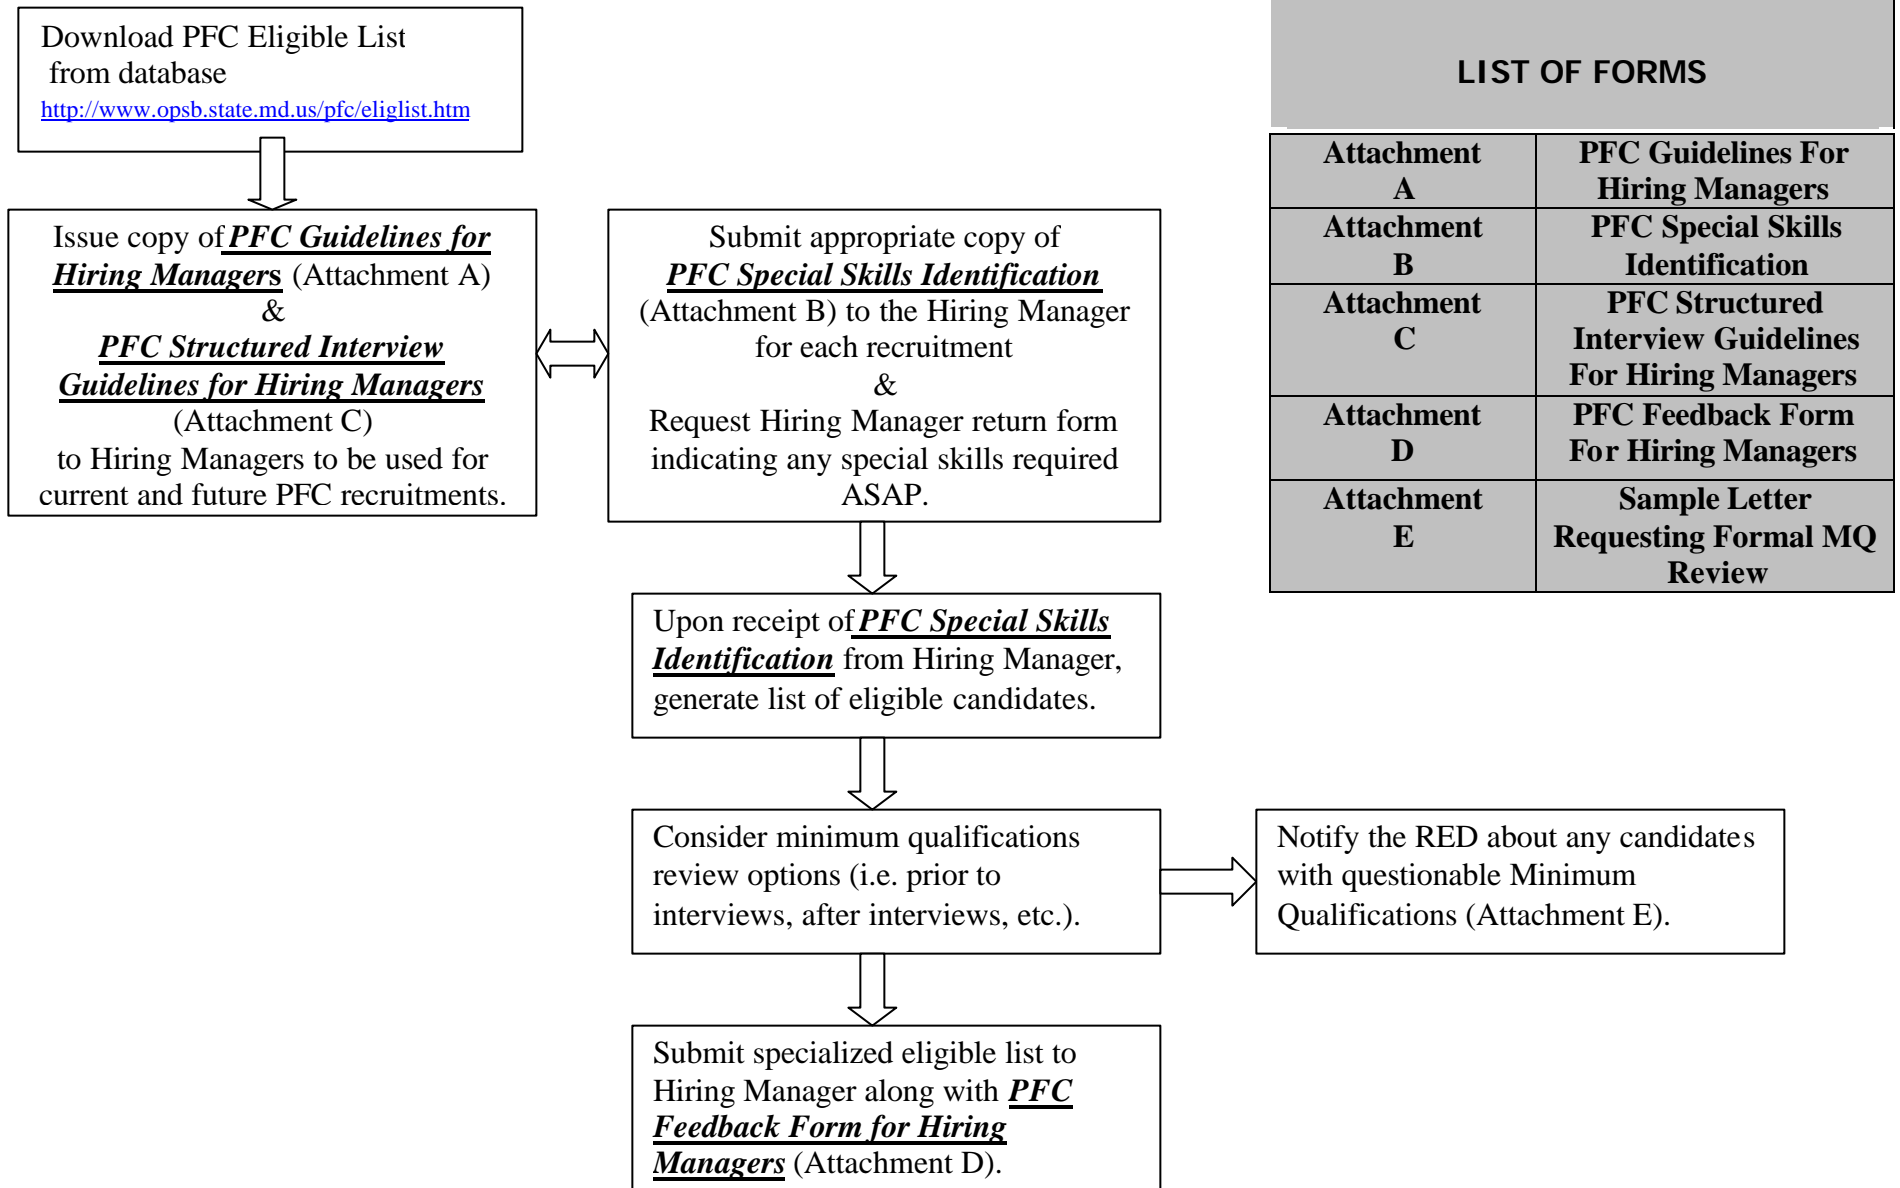 Download PFC Eligible List
from database
http://www.opsb.state.md.us/pfc/eliglist.htm
Issue copy of PFC Guidelines for
Hiring Managers (Attachment A)
&
PFC Structured Interview
Guidelines for Hiring Managers
(Attachment C)
to Hiring Managers to be used for
current and future PFC recruitments.
Submit appropriate copy of
PFC Special Skills Identification
(Attachment B) to the Hiring Manager
for each recruitment
&
Request Hiring Manager return form
indicating any special skills required
ASAP.
Upon receipt of PFC Special Skills
Identification from Hiring Manager,
generate list of eligible candidates.
Consider minimum qualifications
review options (i.e. prior to
interviews, after interviews, etc.).
Notify the RED about any candidates
with questionable Minimum
Qualifications (Attachment E).
Submit specialized eligible list to
Hiring Manager along with PFC
Feedback Form for Hiring
Managers (Attachment D).
LIST OF FORMS
Attachment
A
PFC Guidelines For
Hiring Managers
Attachment
B
PFC Special Skills
Identification
Attachment
C
PFC Structured
Interview Guidelines
For Hiring Managers
Attachment
D
PFC Feedback Form
For Hiring Managers
Attachment
E
Sample Letter
Requesting Formal MQ
Review